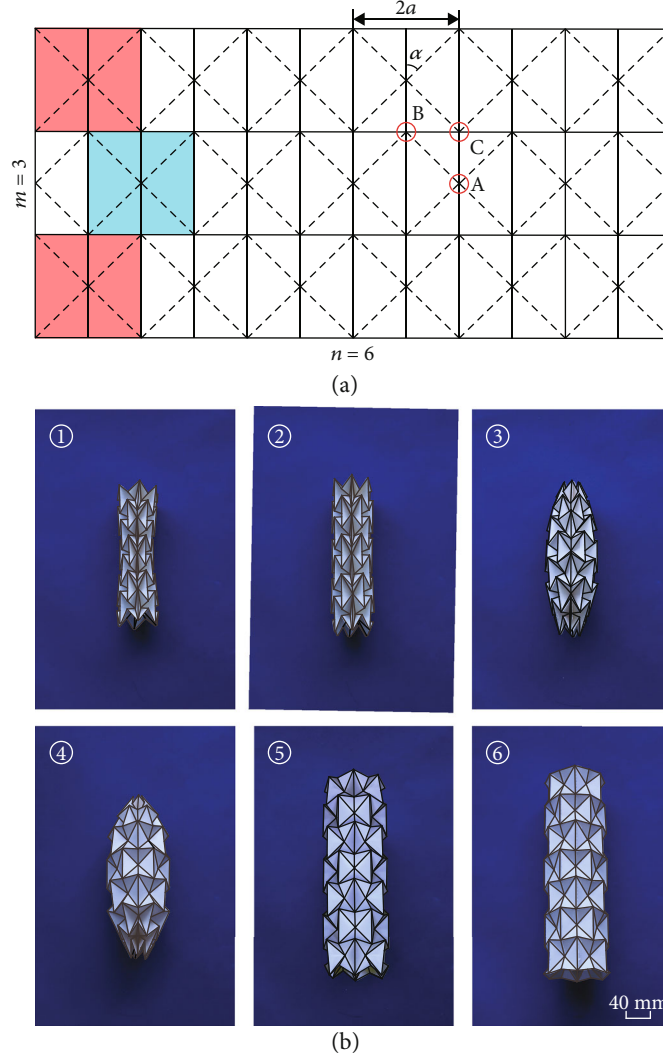 2a
α
B
C
A
m = 3
n = 6
(a)
① ② ③
④ ⑤ ⑥
40 mm
(b)